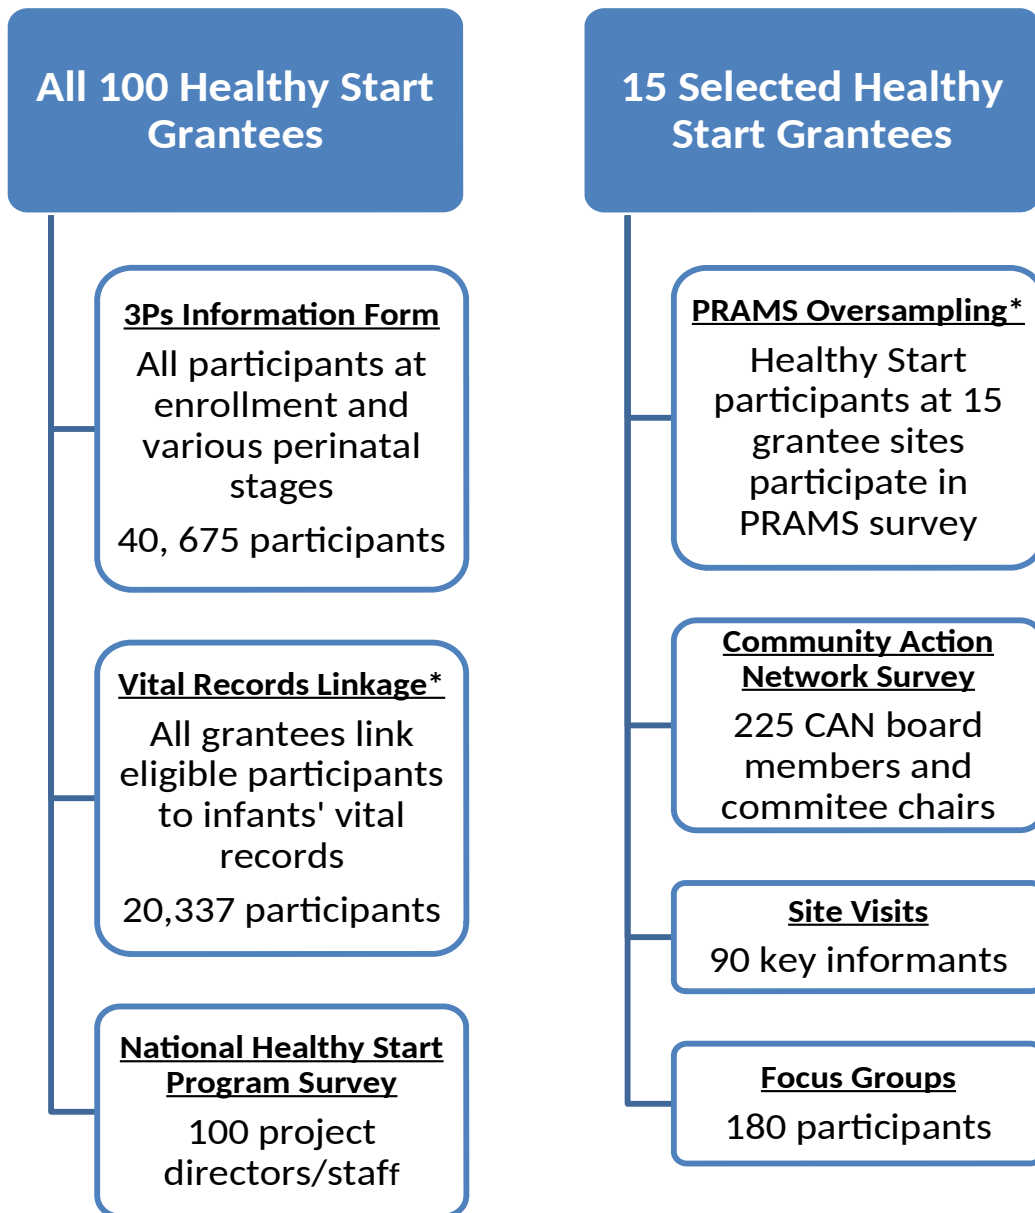 All 100 Healthy Start
Grantees
3Ps Information Form
All participants at
enrollment and
various perinatal
stages
40, 675 participants
Vital Records Linkage*
All grantees link
eligible participants
to infants' vital
records
20,337 participants
National Healthy Start
Program Survey
100 project
directors/staff
15 Selected Healthy
Start Grantees
PRAMS Oversampling*
Healthy Start
participants at 15
grantee sites
participate in
PRAMS survey
Community Action
Network Survey
225 CAN board
members and
commitee chairs
Site Visits
90 key informants
Focus Groups
180 participants